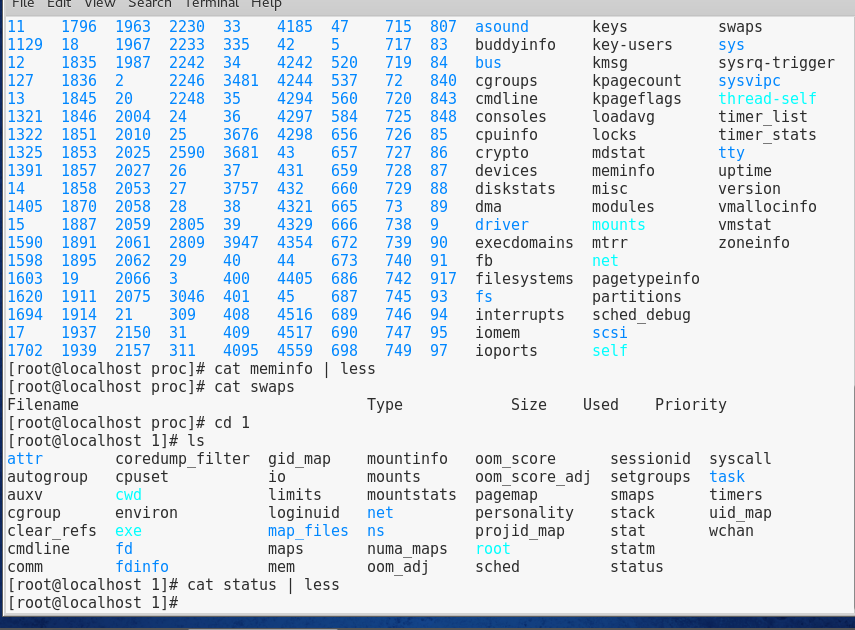 File Edit View Search Terminal Help
11 1796 1963 2230 33 4185 47 715 807 asound keys swaps
1129 18 1967 2233 335 42 5 717 83 buddyinfo key-users sys
12 1835 1987 2242 34 4242 520 719 84 bus kmsg sysrq-trigger
127 1836 2 2246 3481 4244 537 72 840 cgroups kpagecount sysvipc
13 1845 20 2248 35 4294 560 720 843 cmdline kpageflags thread-self
1321 1846 2004 24 36 4297 584 725 848 consoles loadavg timer_list
1322 1851 2010 25 3676 4298 656 726 85 cpuinfo locks timer_stats
1325 1853 2025 2590 3681 43 657 727 86 crypto mdstat tty
1391 1857 2027 26 37 431 659 728 87 devices meminfo uptime
14 1858 2053 27 3757 432 660 729 88 diskstats misc version
1405 1870 2058 28 38 4321 665 73 89 dma modules vmallocinfo
15 1887 2059 2805 39 4329 666 738 9 driver mounts vmstat
1590 1891 2061 2809 3947 4354 672 739 90 execdomains mtrr zoneinfo
1598 1895 2062 29 40 44 673 740 91 fb net
1603 19 2066 3 400 4405 686 742 917 filesystems pagetypeinfo
1620 1911 2075 3046 401 45 687 745 93 fs partitions
1694 1914 21 309 408 4516 689 746 94 interrupts sched_debug
17 1937 2150 31 409 4517 690 747 95 iomem scsi
1702 1939 2157 311 4095 4559 698 749 97 ioports self
[root@localhost proc]# cat meminfo | less
[root@localhost proc]# cat swaps
Filename Type Size Used Priority
[root@localhost proc]# cd 1
[root@localhost 1]# ls
attr coredump_filter gid_map mountinfo oom_score sessionid syscall
autogroup cpuset io mounts oom_score_adj setgroups task
auxv cwd limits mountstats pagemap smaps timers
cgroup environ loginuid net personality stack uid_map
clear_refs exe map_files ns projid_map stat wchan
cmdline fd maps numa_maps root statm
comm fdinfo mem oom_adj sched status
[root@localhost 1]# cat status | less
[root@localhost 1]#